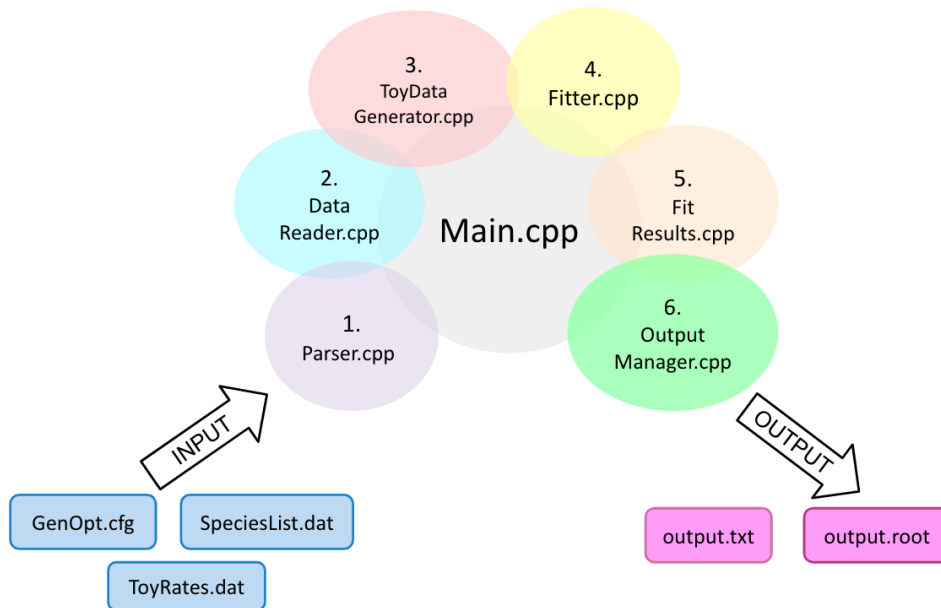 3.
ToyData
Generator.cpp
4.
Fitter.cpp
2.
Data
Reader.cpp
Main.cpp
5.
Fit
Results.cpp
1.
Parser.cpp
6.
Output
Manager.cpp
INPUT
OUTPUT
GenOpt.cfg
SpeciesList.dat
ToyRates.dat
output.txt
output.root